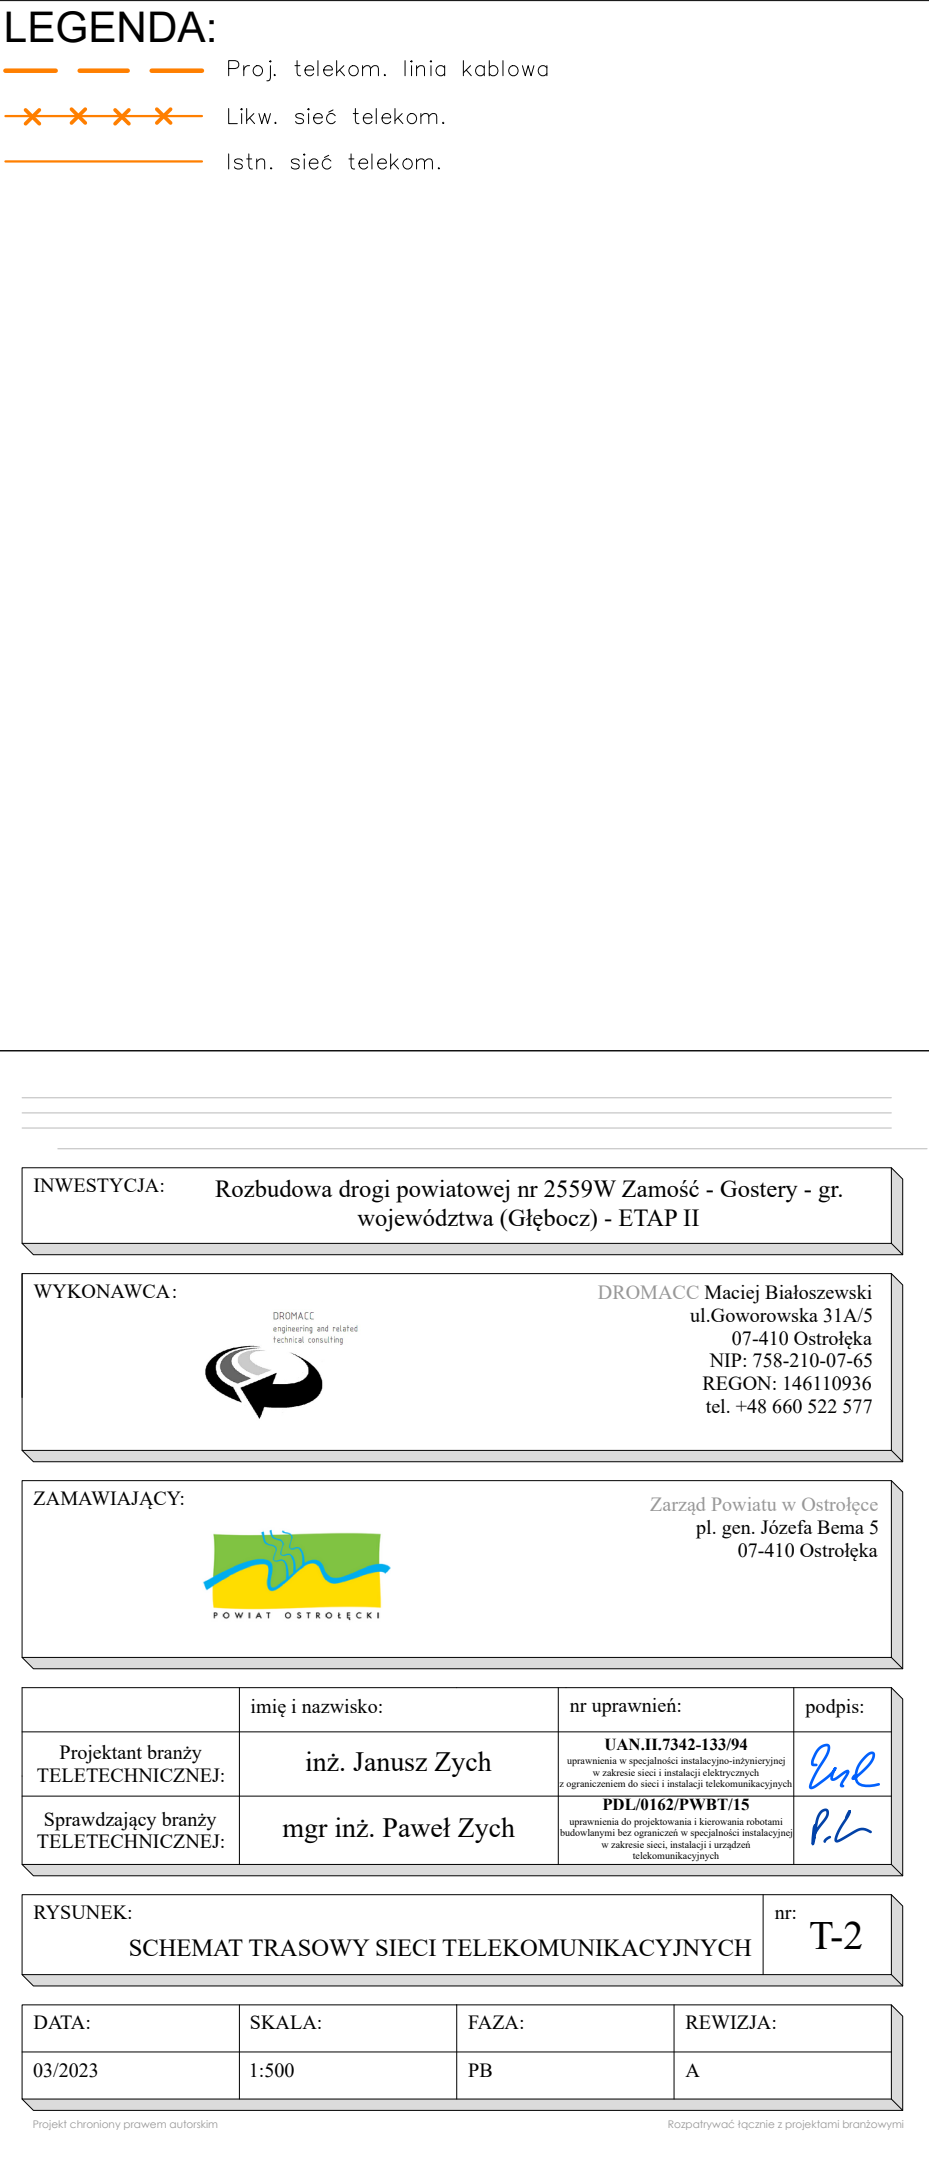 LEGENDA:
Proj. telekom. linia kablowa
Likw. sieć telekom.
Istn. sieć telekom.
INWESTYCJA:
Rozbudowa drogi powiatowej nr 2559W Zamość - Gostery - gr.
województwa (Głębocz) - ETAP II
WYKONAWCA:
DROMACC
engineering and related
technical consulting
DROMACC Maciej Białoszewski
ul.Goworowska 31A/5
07-410 Ostrołęka
NIP: 758-210-07-65
REGON: 146110936
tel. +48 660 522 577
ZAMAWIAJĄCY:
POWIAT OSTROŁĘCKI
Zarząd Powiatu w Ostrołęce
pl. gen. Józefa Bema 5
07-410 Ostrołęka
imię i nazwisko:
nr uprawnień:
podpis:
Projektant branży
TELETECHNICZNEJ:
inż. Janusz Zych
UAN.II.7342-133/94
uprawnienia w specjalności instalacyjno-inżynieryjnej
w zakresie sieci i instalacji elektrycznych
z ograniczeniem do sieci i instalacji telekomunikacyjnych
Sprawdzający branży
TELETECHNICZNEJ:
mgr inż. Paweł Zych
PDL/0162/PWBT/15
uprawnienia do projektowania i kierowania robotami
budowlanymi bez ograniczeń w specjalności instalacyjnej
w zakresie sieci, instalacji i urządzeń
telekomunikacyjnych
RYSUNEK:
SCHEMAT TRASOWY SIECI TELEKOMUNIKACYJNYCH
nr:
T-2
DATA:
SKALA:
FAZA:
REWIZJA:
03/2023
1:500
PB
A
Projekt chroniony prawem autorskim
Rozpatrywać łącznie z projektami branżowymi